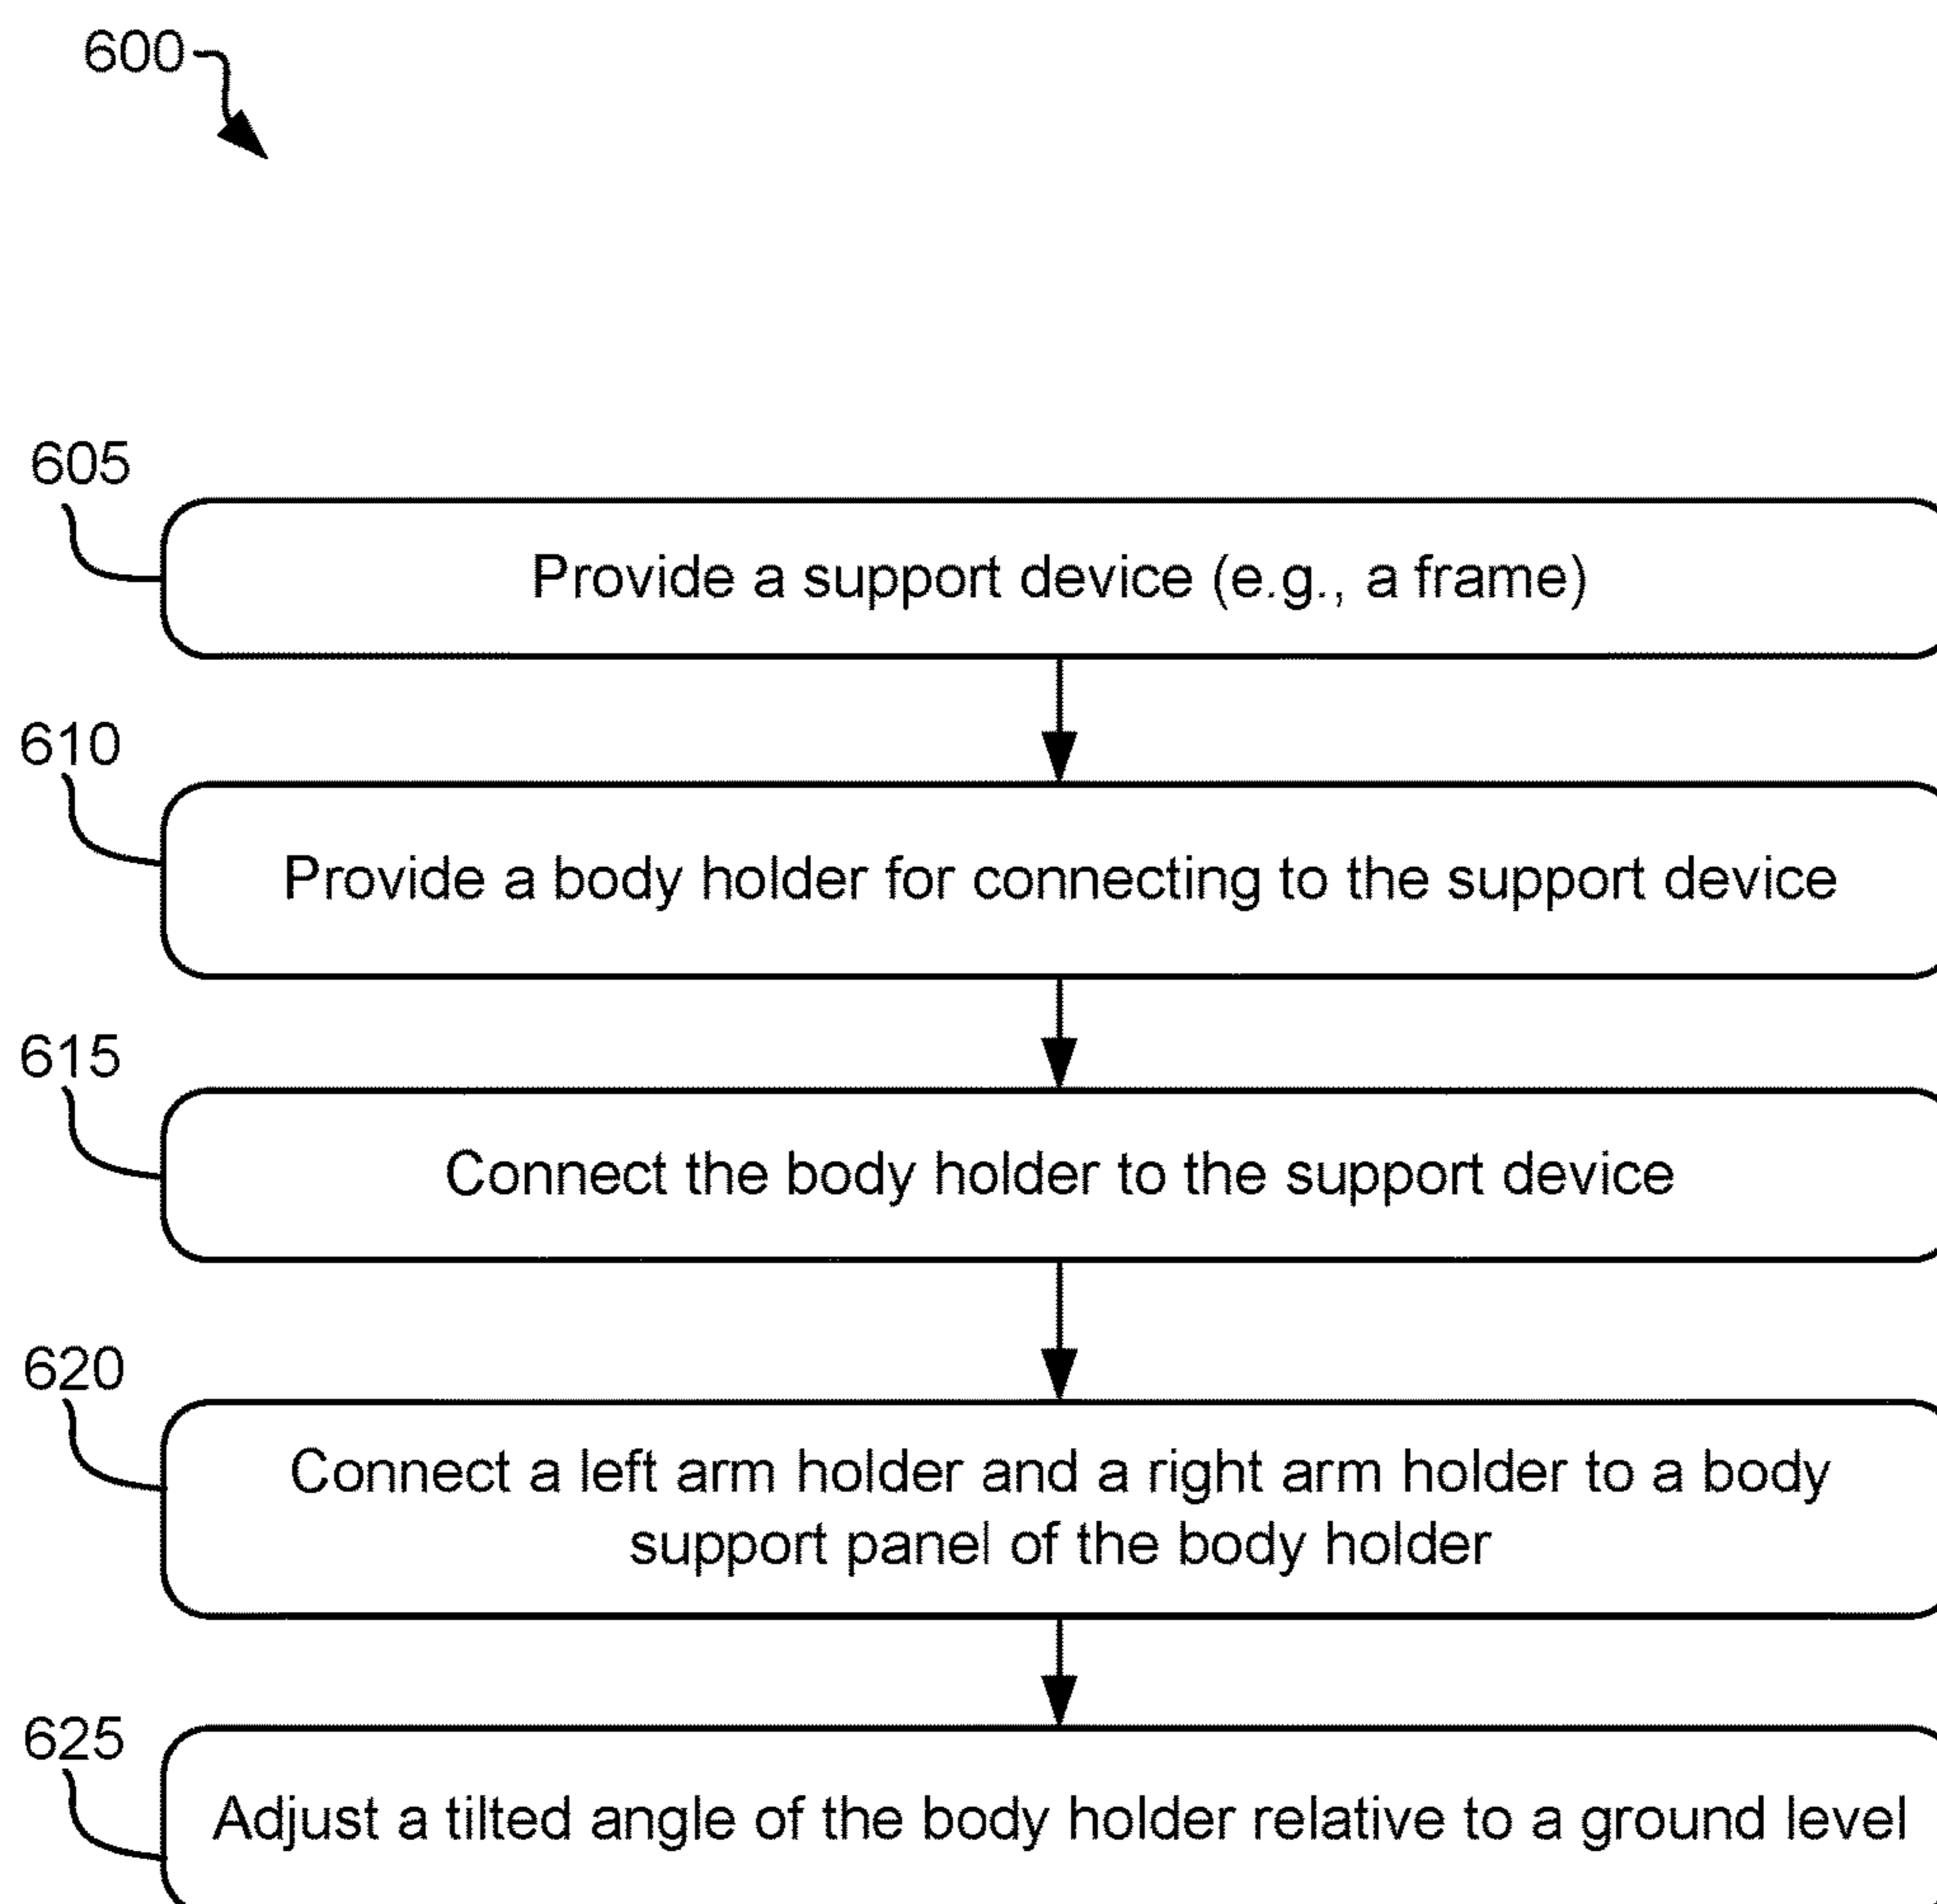 600
605
Provide a support device (e.g., a frame)
610
Provide a body holder for connecting to the support device
615
Connect the body holder to the support device
620
Connect a left arm holder and a right arm holder to a body
support panel of the body holder
625
Adjust a tilted angle of the body holder relative to a ground level